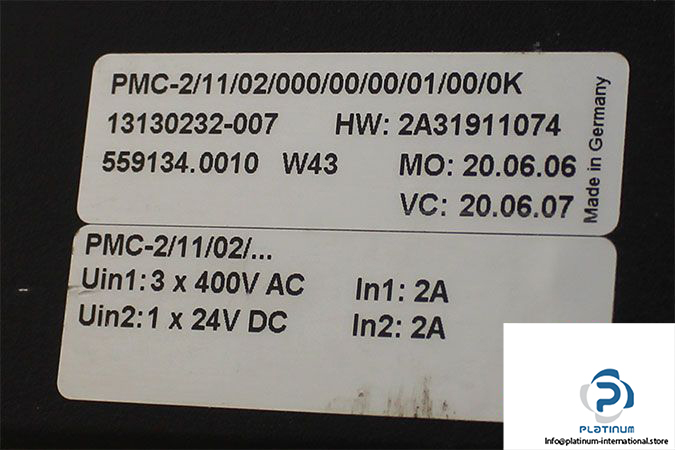 PMC-2/11/02/000/00/00/01/00/0K
13130232-007 HW: 2A31911074
559134.0010 W43 MO: 20.06.06
VC: 20.06.07
Made in Germany
PMC-2/11/02/...
Uin1:3 x 400V AC In1: 2A
Uin2:1 x 24V DC In2: 2A
PLATINUM
Info@platinum-international.store